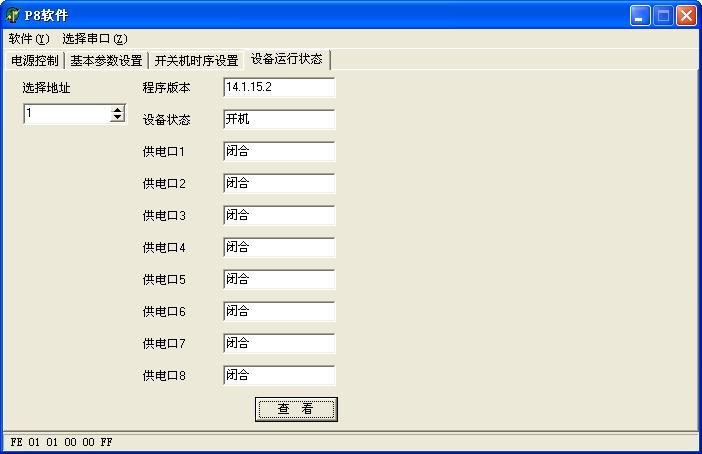 P8软件
软件(Y) 选择串口(Z)
电源控制 基本参数设置 开关机时序设置 设备运行状态
选择地址 程序版本 14.1.15.2
1
设备状态 开机
供电口1 闭合
供电口2 闭合
供电口3 闭合
供电口4 闭合
供电口5 闭合
供电口6 闭合
供电口7 闭合
供电口8 闭合
查 看
FE 01 01 00 00 FF